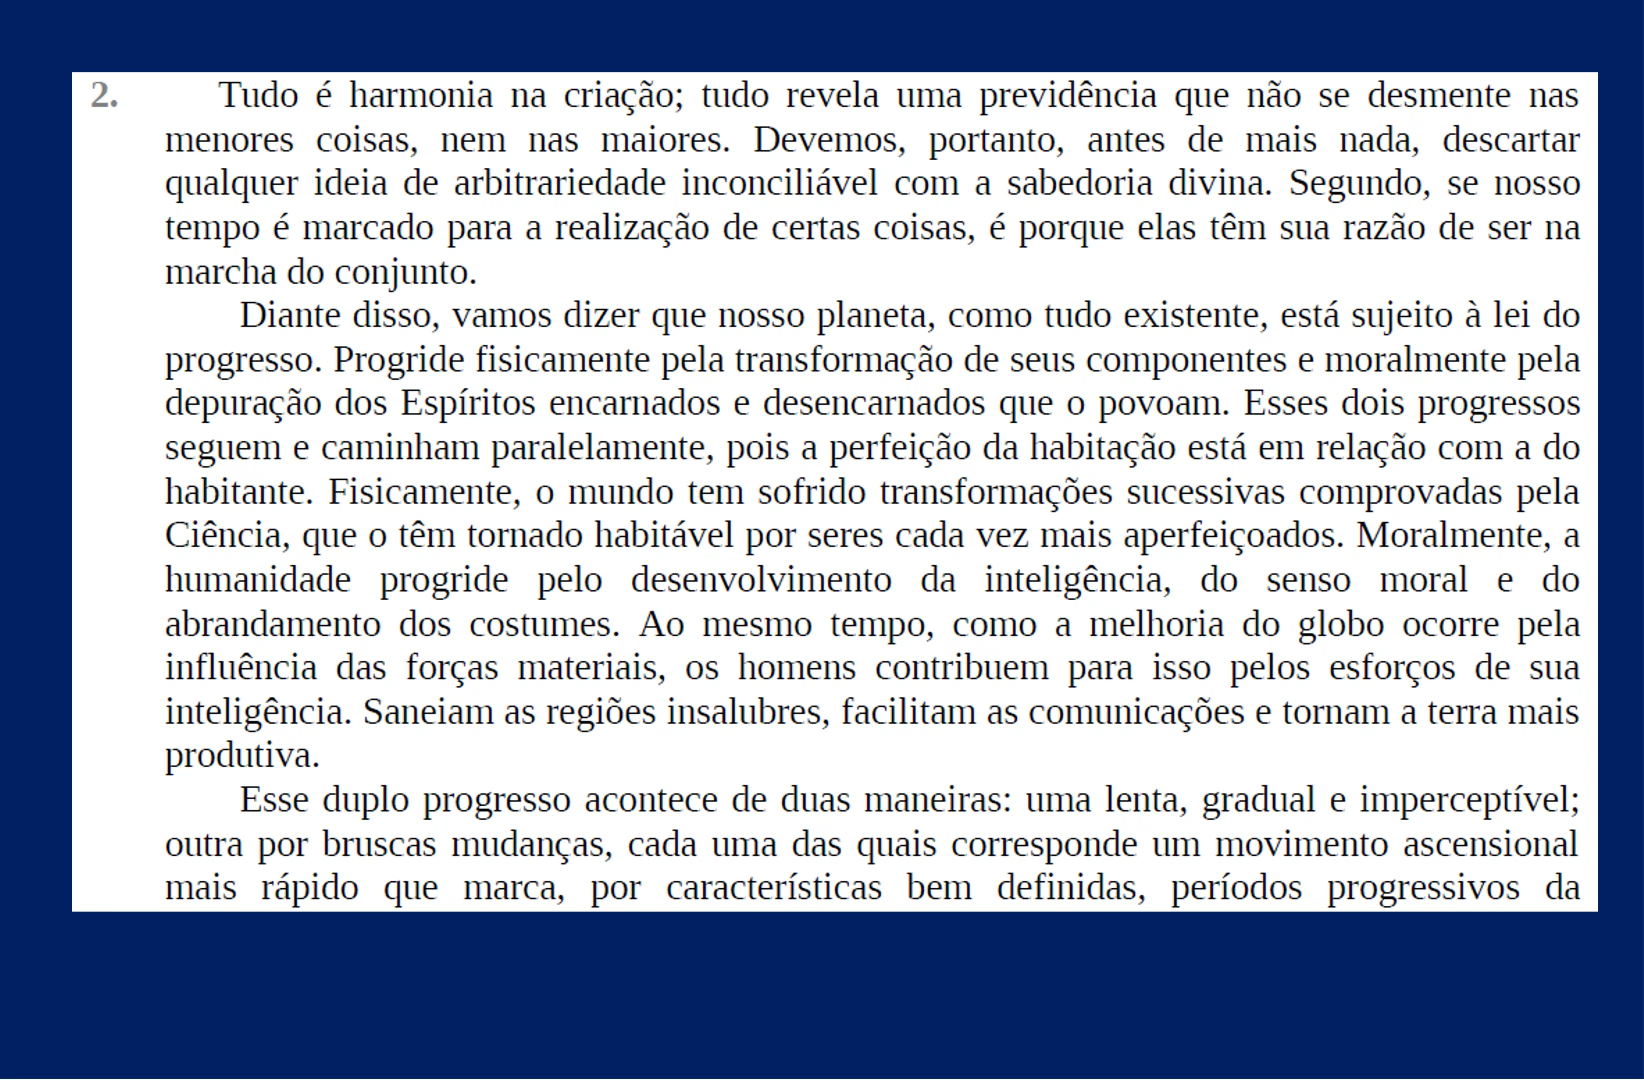 2. Tudo é harmonia na criação; tudo revela uma previdência que não se desmente nas
menores coisas, nem nas maiores. Devemos, portanto, antes de mais nada, descartar
qualquer ideia de arbitrariedade inconciliável com a sabedoria divina. Segundo, se nosso
tempo é marcado para a realização de certas coisas, é porque elas têm sua razão de ser na
marcha do conjunto.
Diante disso, vamos dizer que nosso planeta, como tudo existente, está sujeito à lei do
progresso. Progride fisicamente pela transformação de seus componentes e moralmente pela
depuração dos Espíritos encarnados e desencarnados que o povoam. Esses dois progressos
seguem e caminham paralelamente, pois a perfeição da habitação está em relação com a do
habitante. Fisicamente, o mundo tem sofrido transformações sucessivas comprovadas pela
Ciência, que o têm tornado habitável por seres cada vez mais aperfeiçoados. Moralmente, a
humanidade progride pelo desenvolvimento da inteligência, do senso moral e do
abrandamento dos costumes. Ao mesmo tempo, como a melhoria do globo ocorre pela
influência das forças materiais, os homens contribuem para isso pelos esforços de sua
inteligência. Saneiam as regiões insalubres, facilitam as comunicações e tornam a terra mais
produtiva.
Esse duplo progresso acontece de duas maneiras: uma lenta, gradual e imperceptível;
outra por bruscas mudanças, cada uma das quais corresponde um movimento ascensional
mais rápido que marca, por características bem definidas, períodos progressivos da